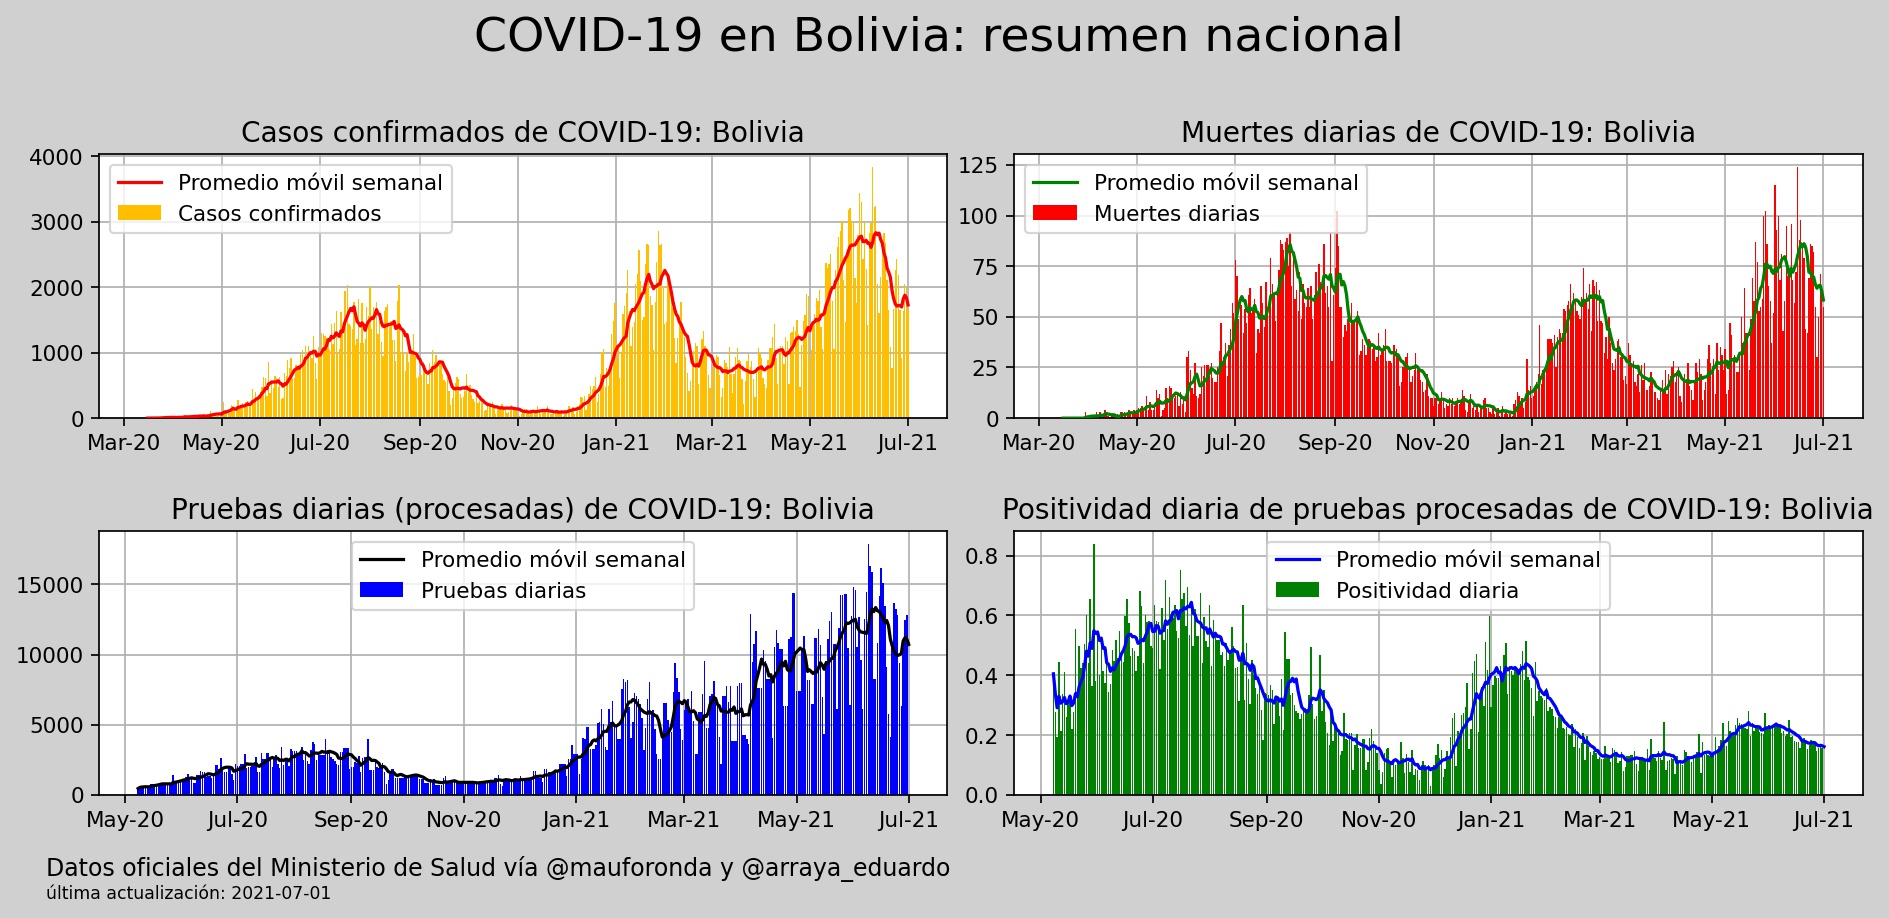 COVID-19 en Bolivia: resumen nacional
Casos confirmados de COVID-19: Bolivia
4000
3000
2000
1000
0
Promedio móvil semanal
Casos confirmados
Mar-20 May-20 Jul-20 Sep-20 Nov-20 Jan-21 Mar-21 May-21 Jul-21
Muertes diarias de COVID-19: Bolivia
125
100
75
50
25
0
Promedio móvil semanal
Muertes diarias
Mar-20 May-20 Jul-20 Sep-20 Nov-20 Jan-21 Mar-21 May-21 Jul-21
Pruebas diarias (procesadas) de COVID-19: Bolivia
15000
10000
5000
0
Promedio móvil semanal
Pruebas diarias
May-20 Jul-20 Sep-20 Nov-20 Jan-21 Mar-21 May-21 Jul-21
Positividad diaria de pruebas procesadas de COVID-19: Bolivia
0.8
0.6
0.4
0.2
0.0
Promedio móvil semanal
Positividad diaria
May-20 Jul-20 Sep-20 Nov-20 Jan-21 Mar-21 May-21 Jul-21
Datos oficiales del Ministerio de Salud vía @mauforonda y @arraya_eduardo
última actualización: 2021-07-01